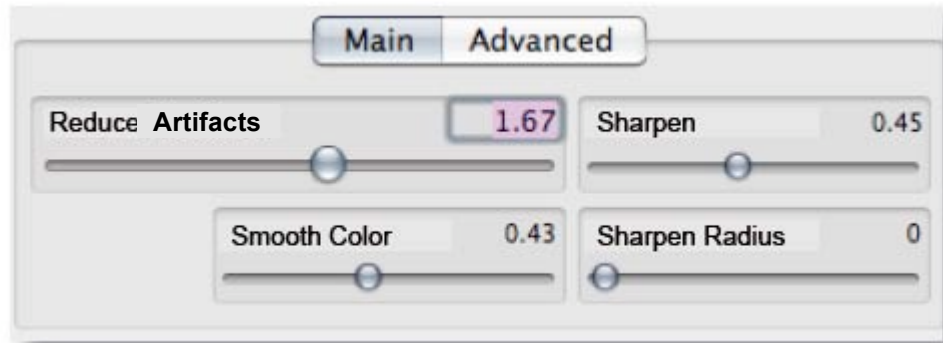 Main Advanced
Reduce Artifacts 1.67 Sharpen 0.45
Smooth Color 0.43 Sharpen Radius 0